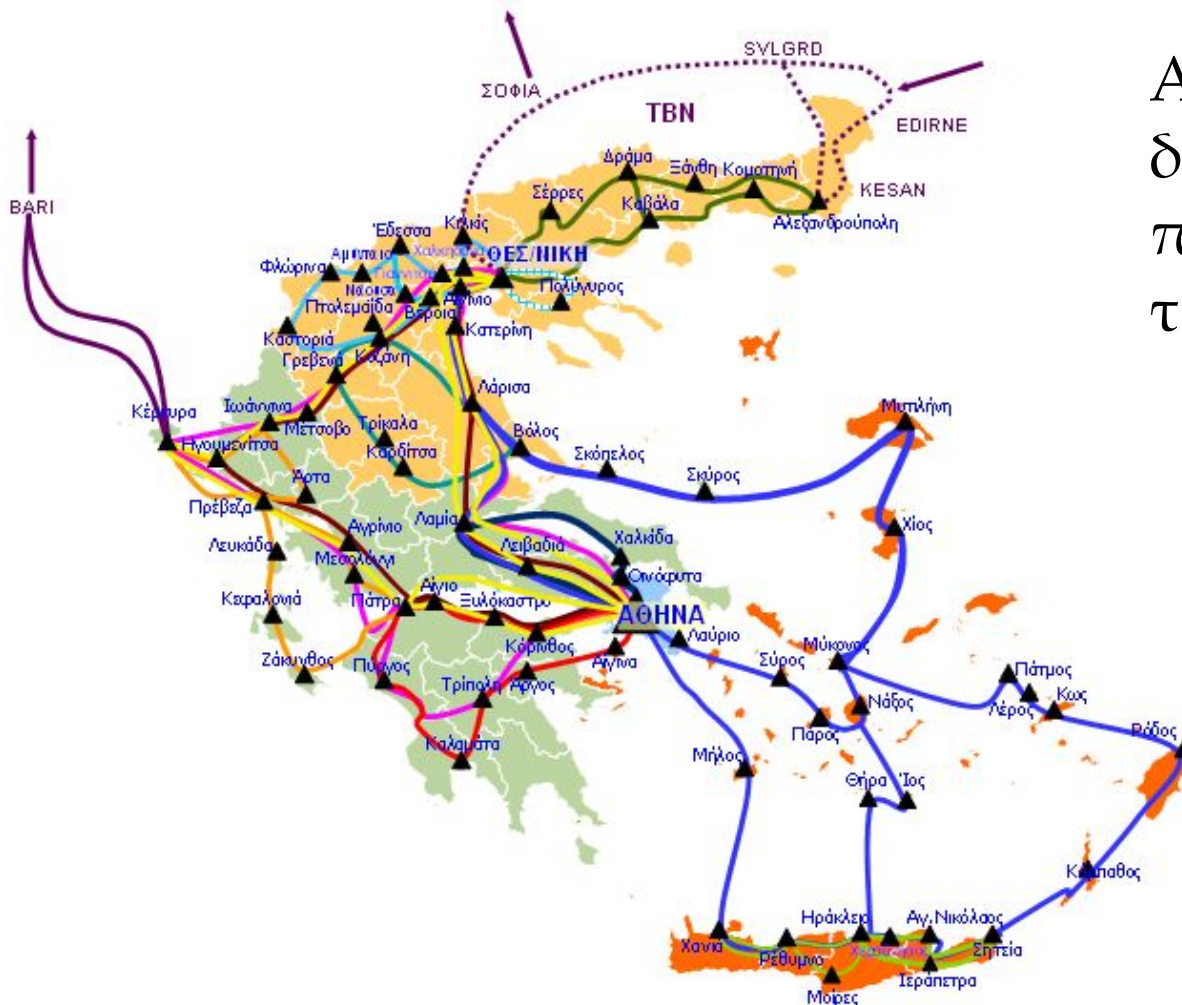 SVLGRD
ΣΟΦΙΑ
TBN
EDIRNE
KESAN
BARI
Δράμα
Ξάνθη
Κομοτηνή
Σέρρες
Καβάλα
Αλεξανδρούπολη
Έδεσσα
Κιλκίς
ΘΕΣ/ΝΙΚΗ
Φλώρινα
Πολύγυρος
Βέροια
Πτολεμαΐδα
Κατερίνη
Καστοριά
Κοζάνη
Γρεβενά
Λάρισα
Κέρκυρα
Ιωάννινα
Μέτσοβο
Τρίκαλα
Καρδίτσα
Βόλος
Μυτιλήνη
Ηγουμενίτσα
Σκόπελος
Σκύρος
Άρτα
Πρέβεζα
Αγρίνιο
Λαμία
Λειβαδιά
Χαλκίδα
Χίος
Λευκάδα
Μεσολόγγι
Οινόφυτα
Κεφαλονιά
Πάτρα
Αίγιο
Ξυλόκαστρο
ΑΘΗΝΑ
Λαύριο
Κόρινθος
Αίγινα
Ζάκυνθος
Πύργος
Τρίπολη
Άργος
Σύρος
Μύκονος
Πάτμος
Λέρος
Κως
Πάρος
Νάξος
Ρόδος
Καλαμάτα
Μήλος
Θήρα
Ίος
Κάρπαθος
Χανιά
Ρέθυμνο
Ηράκλειο
Αγ. Νικόλαος
Σητεία
Ιεράπετρα
Μοίρες
Α
δ
π
τ